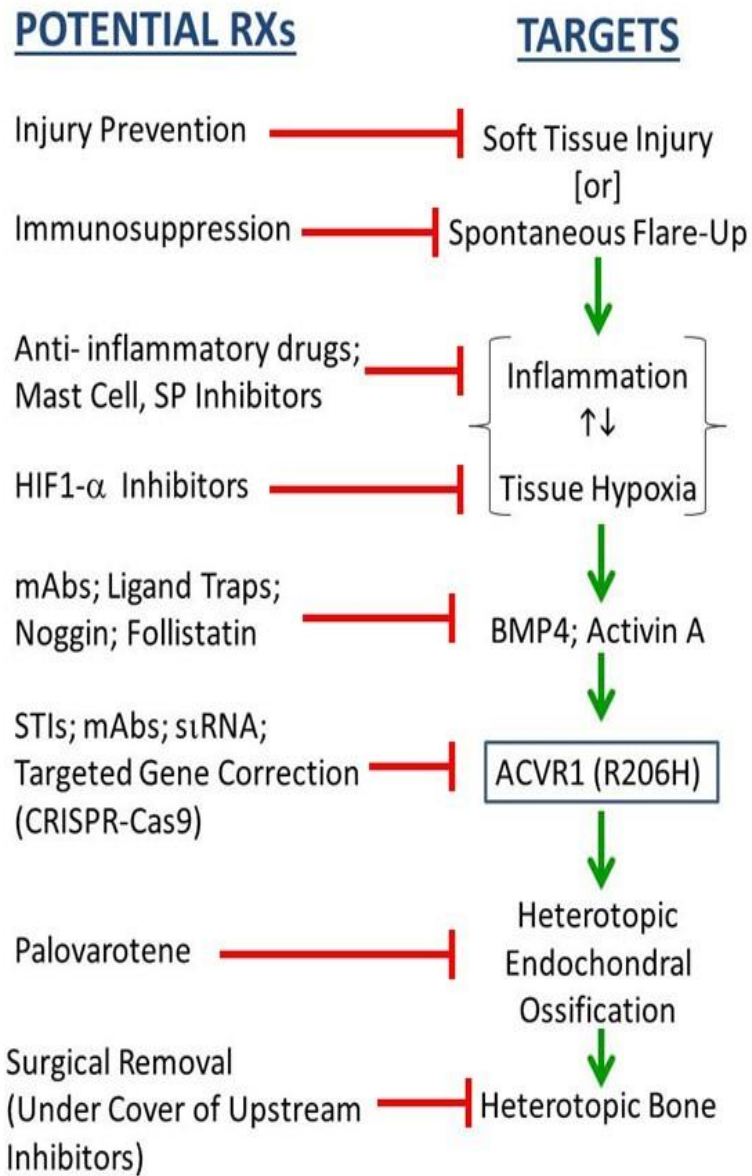 POTENTIAL RXs
TARGETS
Injury Prevention
Soft Tissue Injury
[or]
Immunosuppression
Spontaneous Flare-Up
Anti- inflammatory drugs;
Mast Cell, SP Inhibitors
Inflammation
↑↓
HIF1-α Inhibitors
Tissue Hypoxia
mAbs; Ligand Traps;
Noggin; Follistatin
BMP4; Activin A
STIs; mAbs; sιRNA;
Targeted Gene Correction
(CRISPR-Cas9)
ACVR1 (R206H)
Palovarotene
Heterotopic
Endochondral
Ossification
Surgical Removal
(Under Cover of Upstream
Inhibitors)
Heterotopic Bone